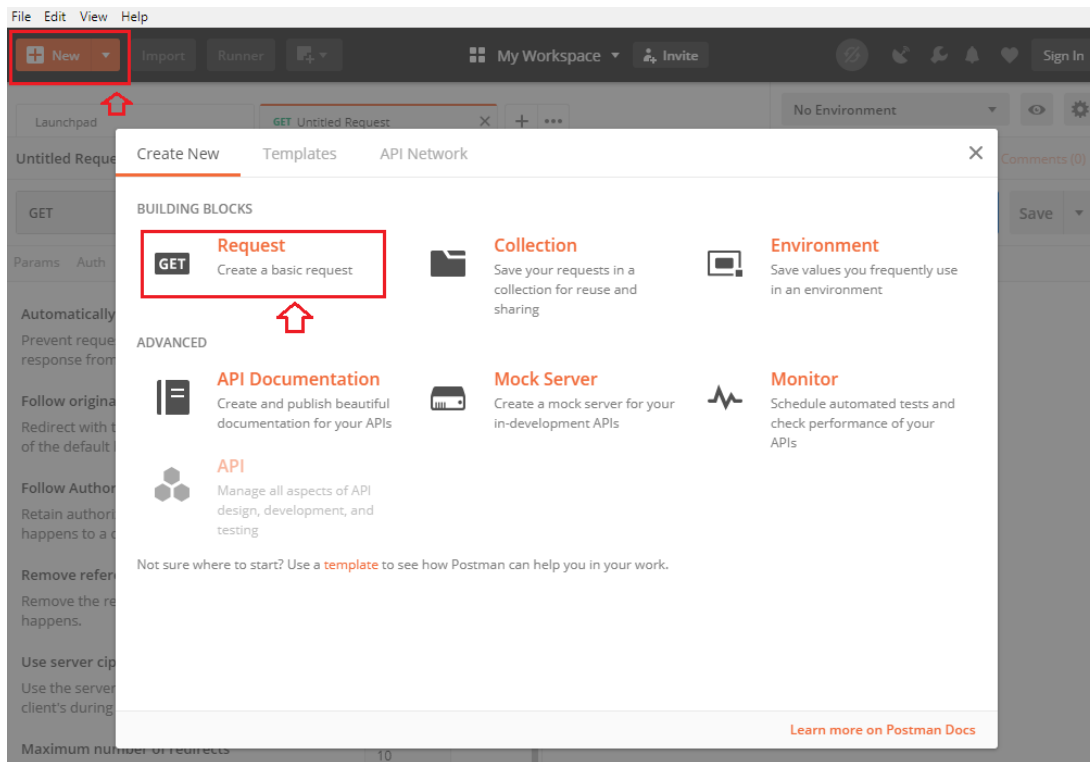 File Edit View Help
New Import Runner My Workspace Invite Sign In
Launchpad GET Untitled Request No Environment
Untitled Reque Comments (0)
Create New Templates API Network
GET Save
BUILDING BLOCKS
Params Auth
GET Request
Create a basic request
Collection
Save your requests in a
collection for reuse and
sharing
Environment
Save values you frequently use
in an environment
ADVANCED
API Documentation
Create and publish beautiful
documentation for your APIs
Mock Server
Create a mock server for your
in-development APIs
Monitor
Schedule automated tests and
check performance of your
APIs
API
Manage all aspects of API
design, development, and
testing
Not sure where to start? Use a template to see how Postman can help you in your work.
Learn more on Postman Docs
Automatically
Prevent reque
response from
Follow origina
Redirect with t
of the default
Follow Author
Retain authori
happens to a
Remove refer
Remove the re
happens.
Use server cip
Use the server
client's during
Maximum number of redirects
10